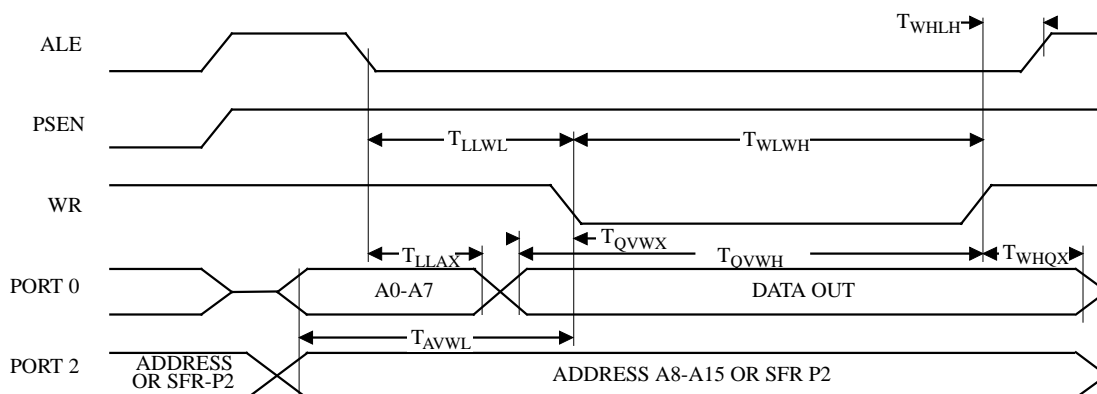 ALE
TWHLH
PSEN
TLLWL
TWLWH
WR
TQVWX
TLLAX
TQVWH
TWHQX
PORT 0
A0-A7
DATA OUT
TAVWL
PORT 2
ADDRESS
OR SFR-P2
ADDRESS A8-A15 OR SFR P2